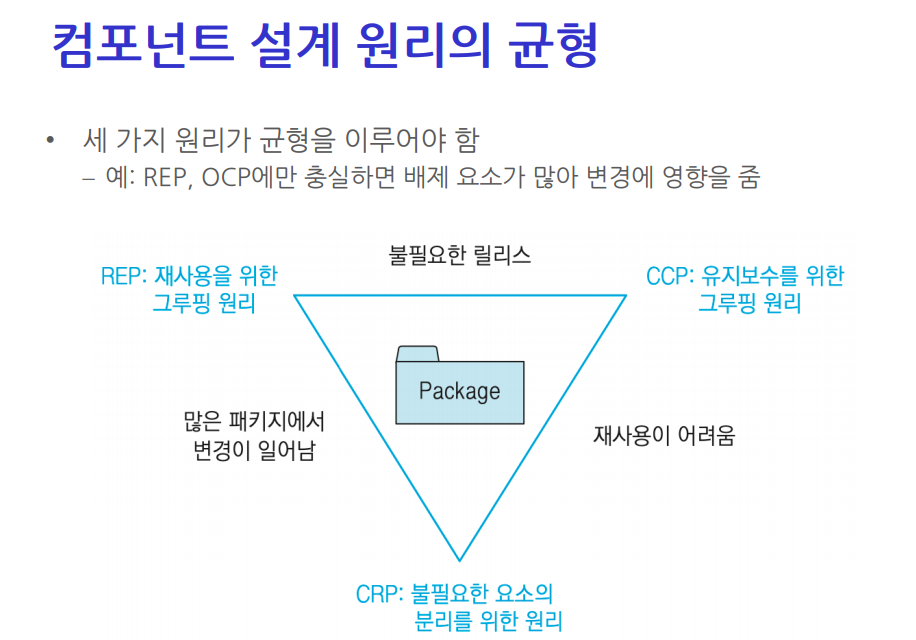 컴포넌트 설계 원리의 균형
• 세 가지 원리가 균형을 이루어야 함
– 예: REP, OCP에만 충실하면 배제 요소가 많아 변경에 영향을 줌
불필요한 릴리스
REP: 재사용을 위한
그루핑 원리
CCP: 유지보수를 위한
그루핑 원리
Package
많은 패키지에서
변경이 일어남
재사용이 어려움
CRP: 불필요한 요소의
분리를 위한 원리